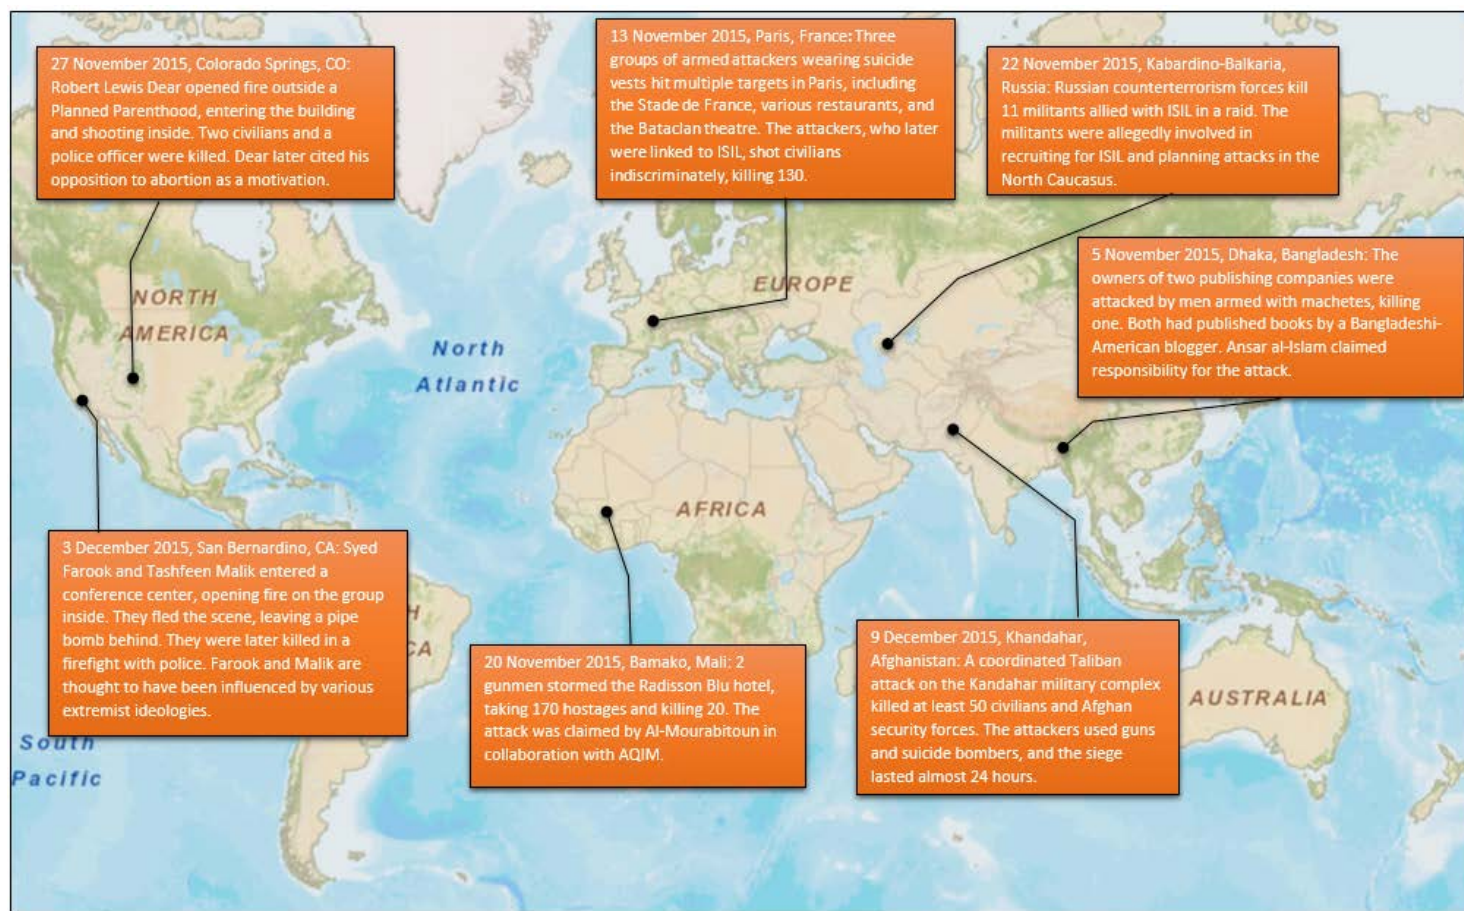 27 November 2015, Colorado Springs, CO:
Robert Lewis Dear opened fire outside a
Planned Parenthood, entering the building
and shooting inside. Two civilians and a
police officer were killed. Dear later cited his
opposition to abortion as a motivation.
13 November 2015, Paris, France: Three
groups of armed attackers wearing suicide
vests hit multiple targets in Paris, including
the Stade de France, various restaurants, and
the Bataclan theatre. The attackers, who later
were linked to ISIL, shot civilians
indiscriminately, killing 130.
22 November 2015, Kabardino-Balkaria,
Russia: Russian counterterrorism forces kill
11 militants allied with ISIL in a raid. The
militants were allegedly involved in
recruiting for ISIL and planning attacks in the
North Caucasus.
5 November 2015, Dhaka, Bangladesh: The
owners of two publishing companies were
attacked by men armed with machetes, killing
one. Both had published books by a Bangladeshi-
American blogger. Ansar al-Islam claimed
responsibility for the attack.
NORTH
AMERICA
North
Atlantic
EUROPE
AFRICA
3 December 2015, San Bernardino, CA: Syed
Farook and Tashfeen Malik entered a
conference center, opening fire on the group
inside. They fled the scene, leaving a pipe
bomb behind. They were later killed in a
firefight with police. Farook and Malik are
thought to have been influenced by various
extremist ideologies.
H
CA
20 November 2015, Bamako, Mali: 2
gunmen stormed the Radisson Blu hotel,
taking 170 hostages and killing 20. The
attack was claimed by Al-Mourabitoun in
collaboration with AQIM.
9 December 2015, Khandahar,
Afghanistan: A coordinated Taliban
attack on the Kandahar military complex
killed at least 50 civilians and Afghan
security forces. The attackers used guns
and suicide bombers, and the siege
lasted almost 24 hours.
AUSTRALIA
South
Pacific